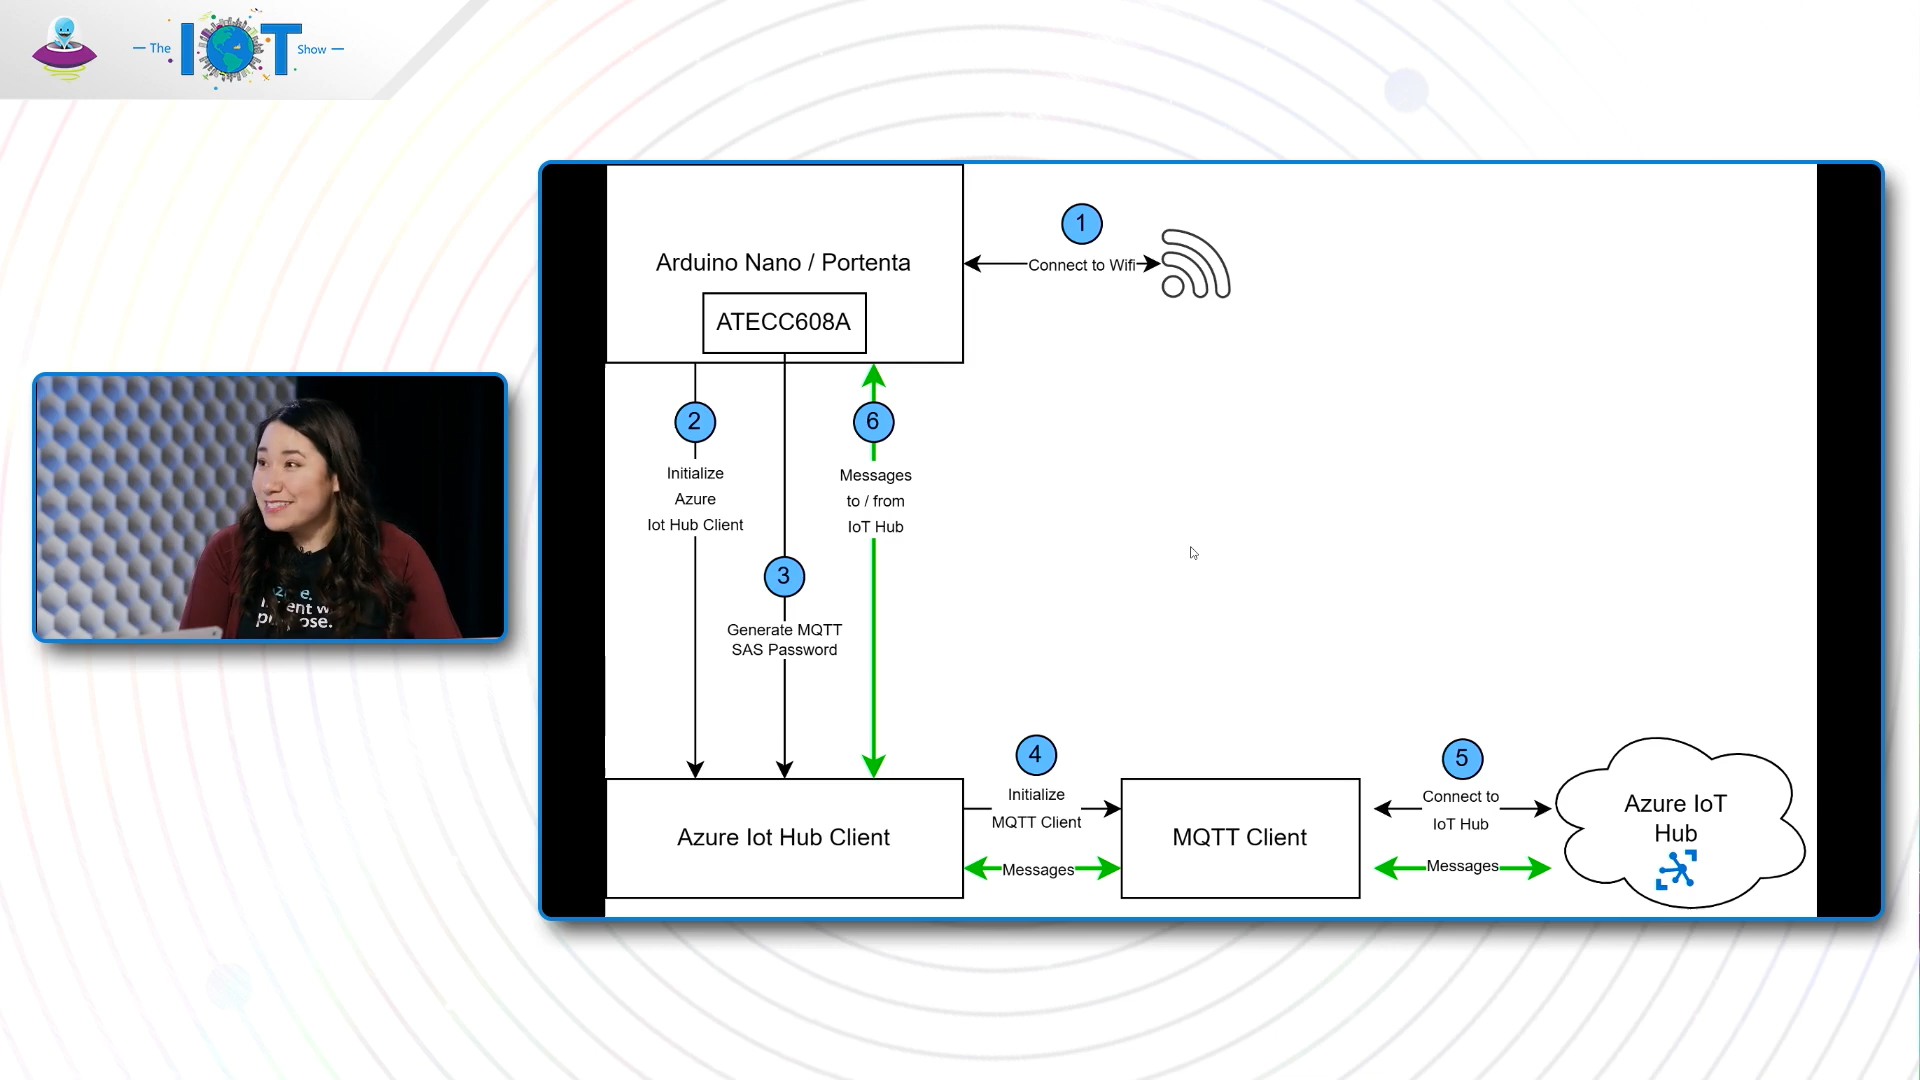 The IOT Show
1
Arduino Nano / Portenta
Connect to Wifi
ATECC608A
2
6
Initialize
Azure
Iot Hub Client
Messages
to / from
IoT Hub
3
Generate MQTT
SAS Password
4
Initialize
MQTT Client
5
Connect to
IoT Hub
Azure IoT
Hub
Azure Iot Hub Client
MQTT Client
Messages
Messages
purpose.